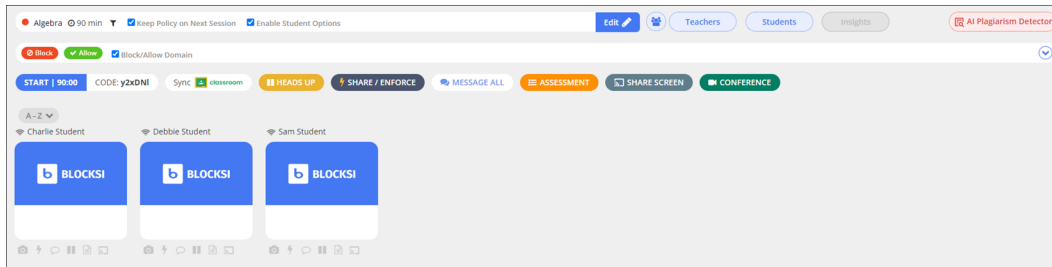 Algebra 90 min Keep Policy on Next Session Enable Student Options Edit Teachers Students Insights AI Plagiarism Detector
Block Allow Block/Allow Domain
START | 90:00 CODE: y2xDNl Sync classroom HEADS UP SHARE / ENFORCE MESSAGE ALL ASSESSMENT SHARE SCREEN CONFERENCE
A-Z
Charlie Student Debbie Student Sam Student
b BLOCKSI b BLOCKSI b BLOCKSI